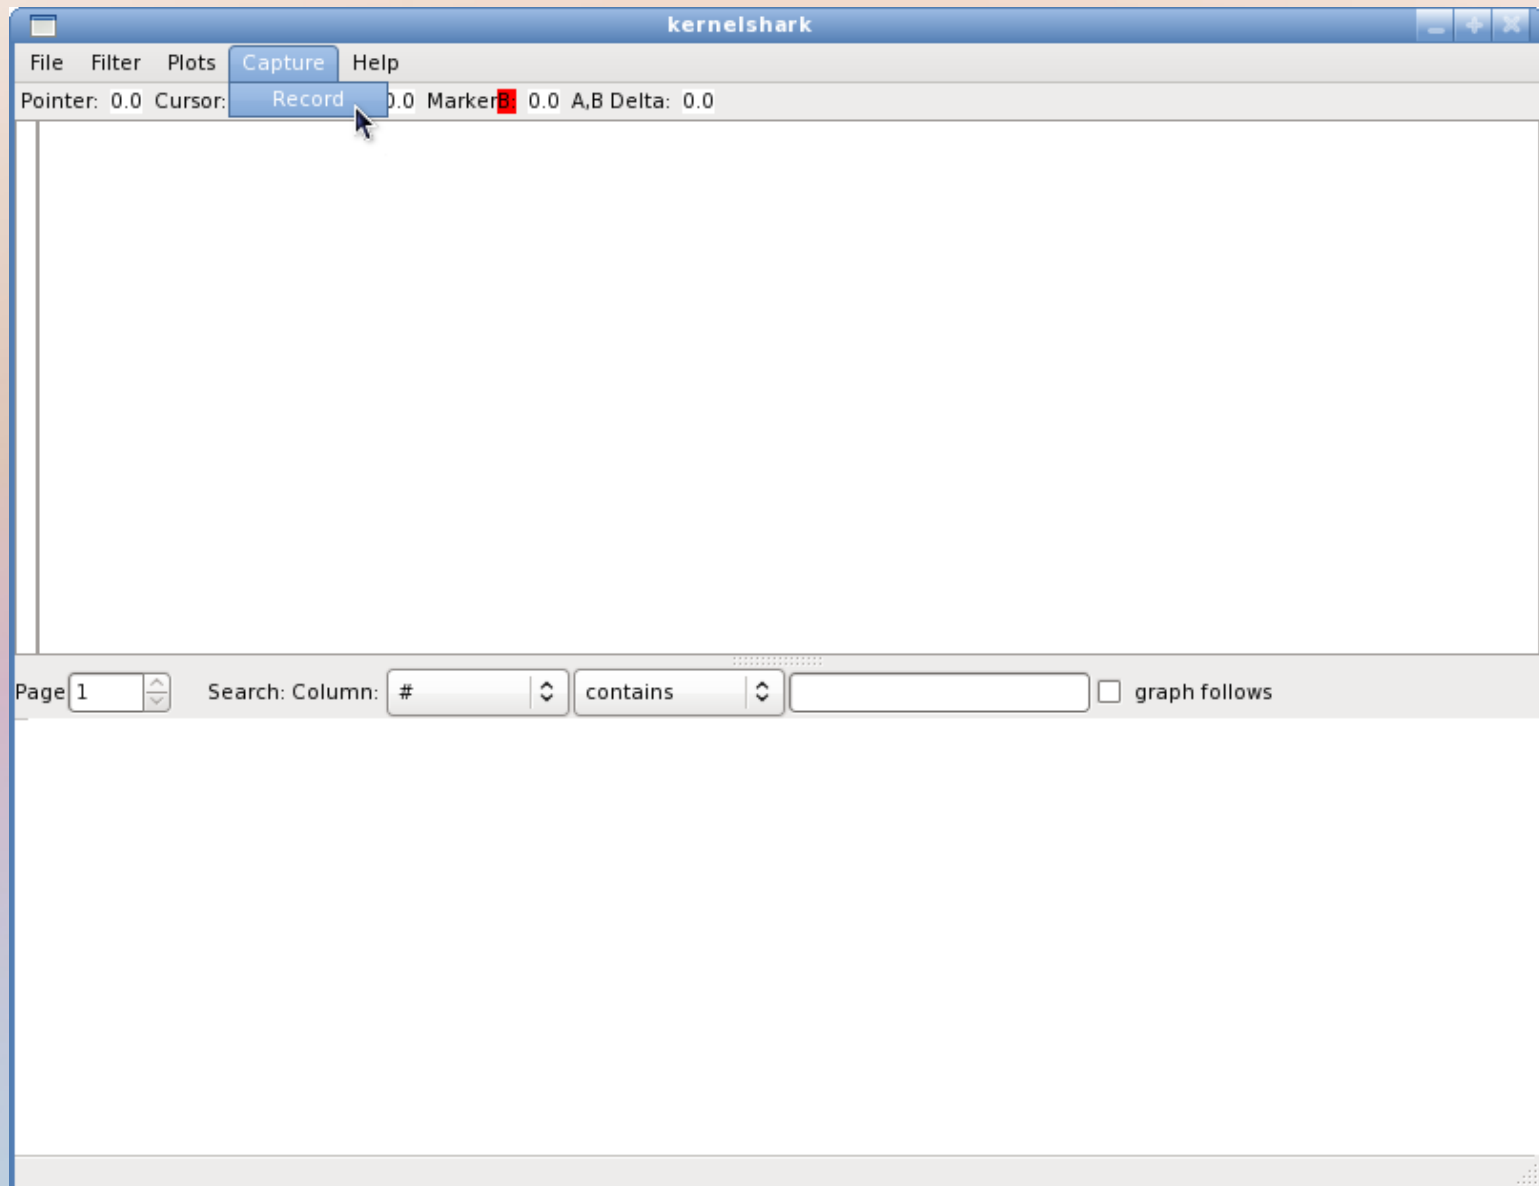 kernelshark
File Filter Plots Capture Help
Pointer: 0.0 Cursor: 0.0 Marker B: 0.0 A,B Delta: 0.0
Record
Page 1 Search: Column: # contains graph follows